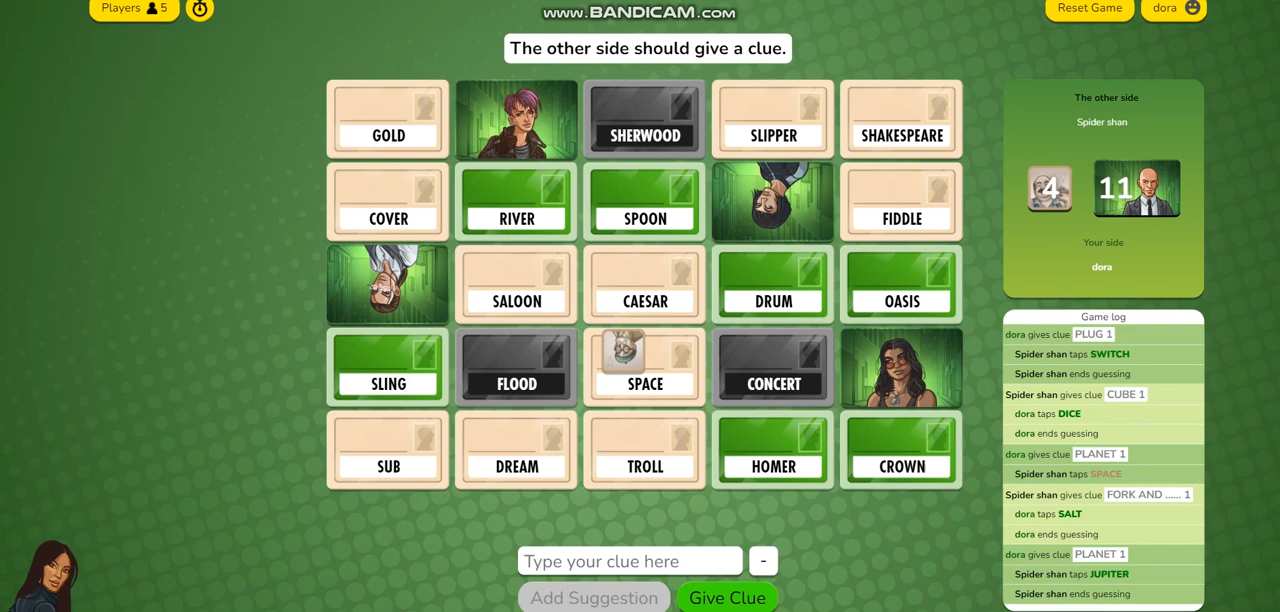 Players 5
www.BANDICAM.com
Reset Game
dora
The other side should give a clue.
GOLD
SHERWOOD
SLIPPER
SHAKESPEARE
COVER
RIVER
SPOON
FIDDLE
SALOON
CAESAR
DRUM
OASIS
SLING
FLOOD
SPACE
CONCERT
SUB
DREAM
TROLL
HOMER
CROWN
Type your clue here
-
Add Suggestion
Give Clue
The other side
Spider shan
4
11
Your side
dora
Game log
dora gives clue PLUG 1
Spider shan taps SWITCH
Spider shan ends guessing
Spider shan gives clue CUBE 1
dora taps DICE
dora ends guessing
dora gives clue PLANET 1
Spider shan taps SPACE
Spider shan gives clue FORK AND ...... 1
dora taps SALT
dora ends guessing
dora gives clue PLANET 1
Spider shan taps JUPITER
Spider shan ends guessing